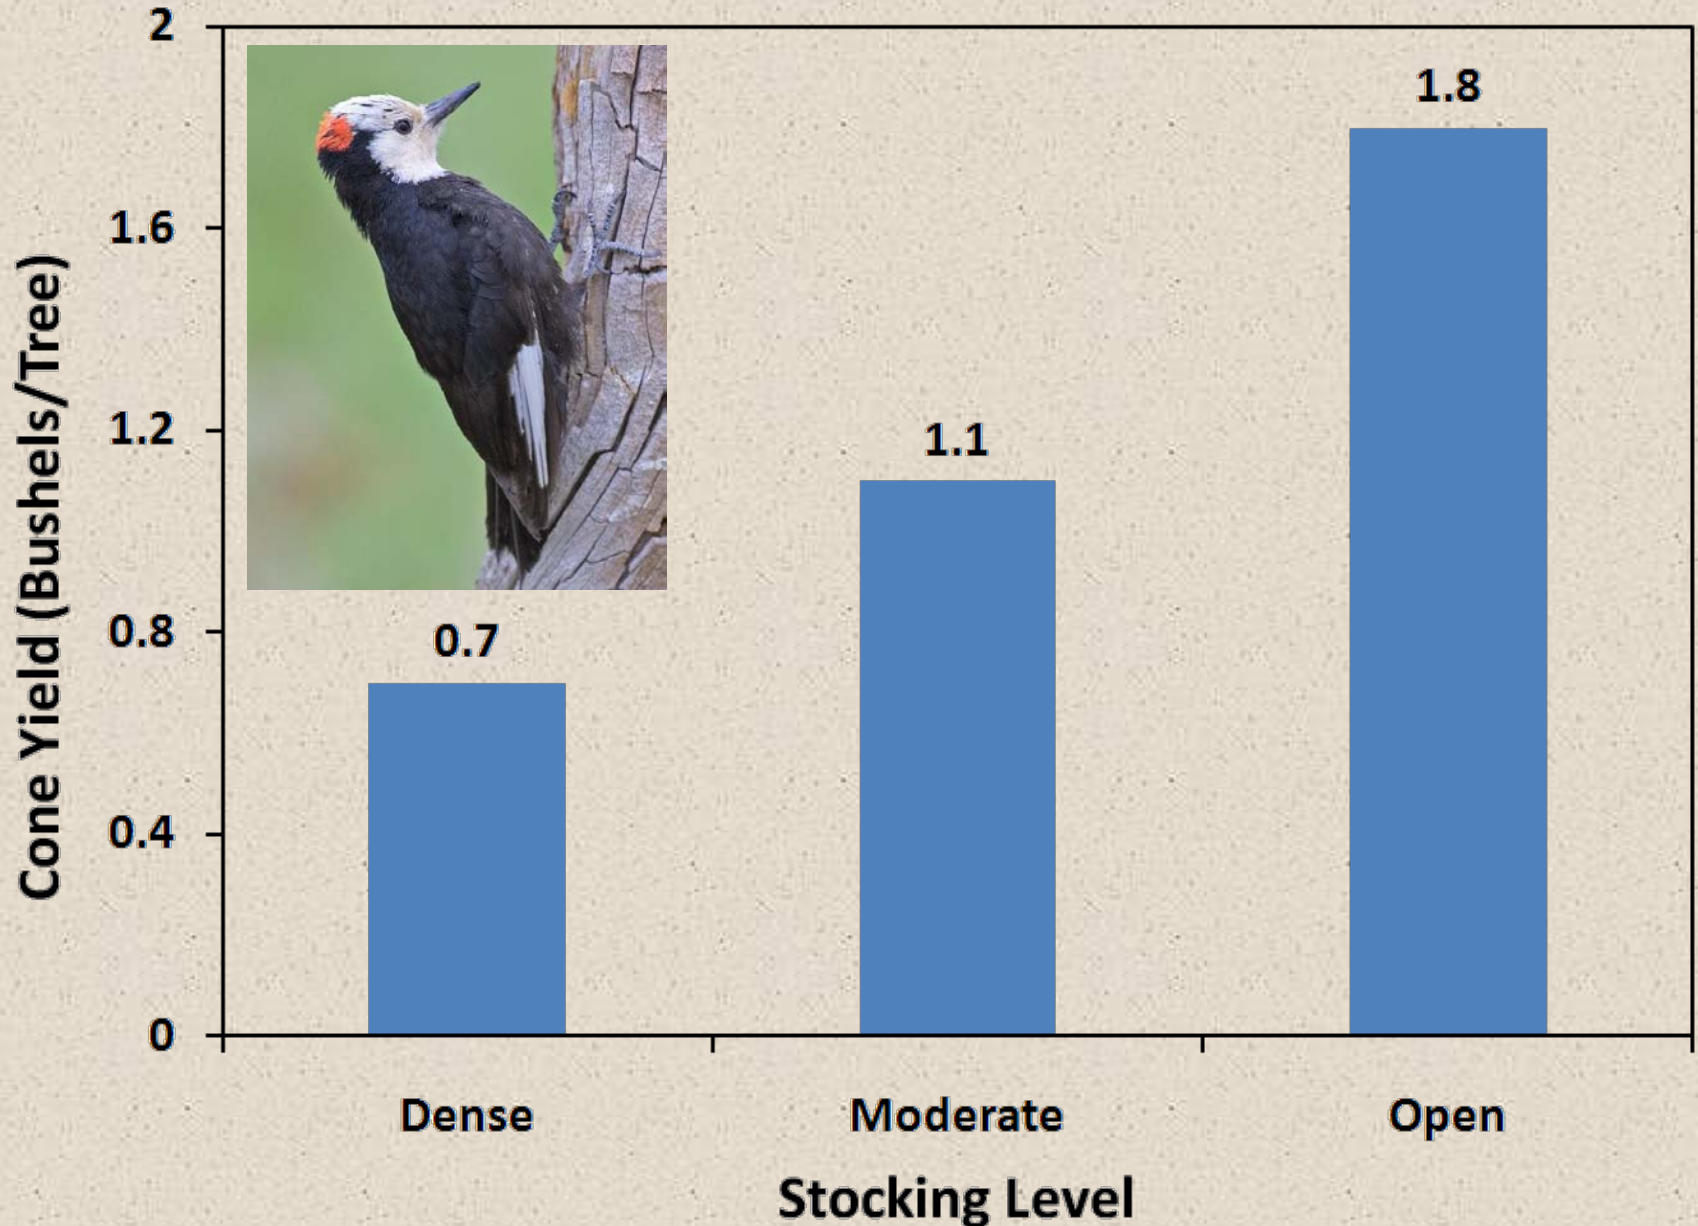 Cone Yield (Bushels/Tree)
2
1.6
1.2
0.8
0.4
0
0.7
1.1
1.8
Dense
Moderate
Open
Stocking Level